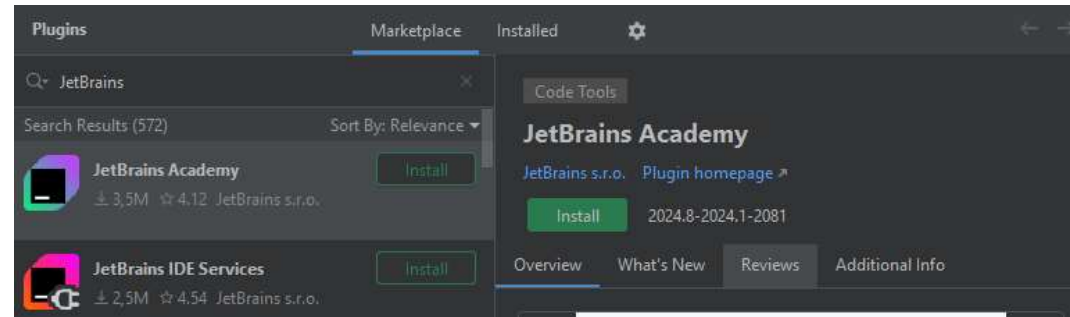 Plugins Marketplace Installed
JetBrains
Search Results (572) Sort By: Relevance
JetBrains Academy Install
3,5M 4.12 JetBrains s.r.o.
JetBrains IDE Services Install
2,5M 4.54 JetBrains s.r.o.
Code Tools
JetBrains Academy
JetBrains s.r.o. Plugin homepage
Install 2024.8-2024.1-2081
Overview What's New Reviews Additional Info